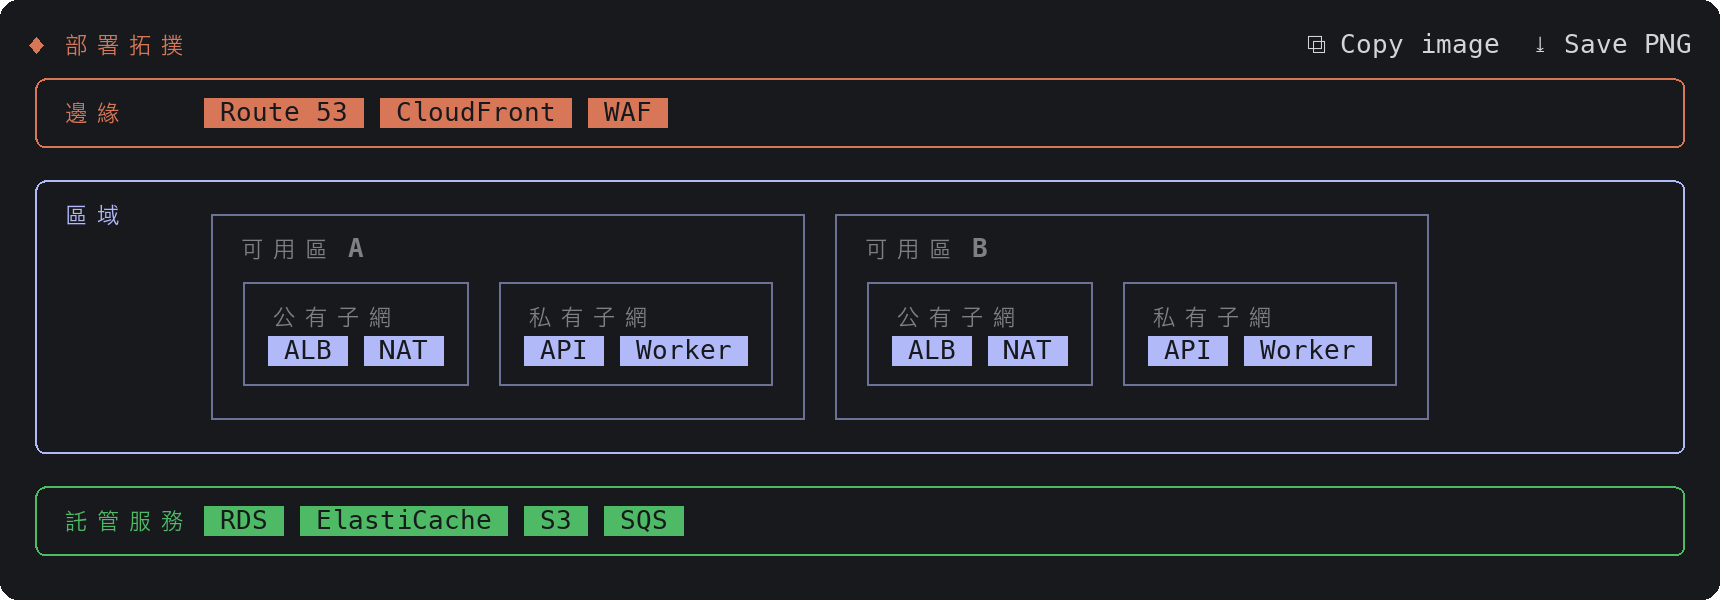 部署拓撲 Copy image Save PNG
邊緣 Route 53 CloudFront WAF
區域
可用區 A 可用區 B
公有子網 私有子網 公有子網 私有子網
ALB NAT API Worker ALB NAT API Worker
託管服務 RDS ElastiCache S3 SQS